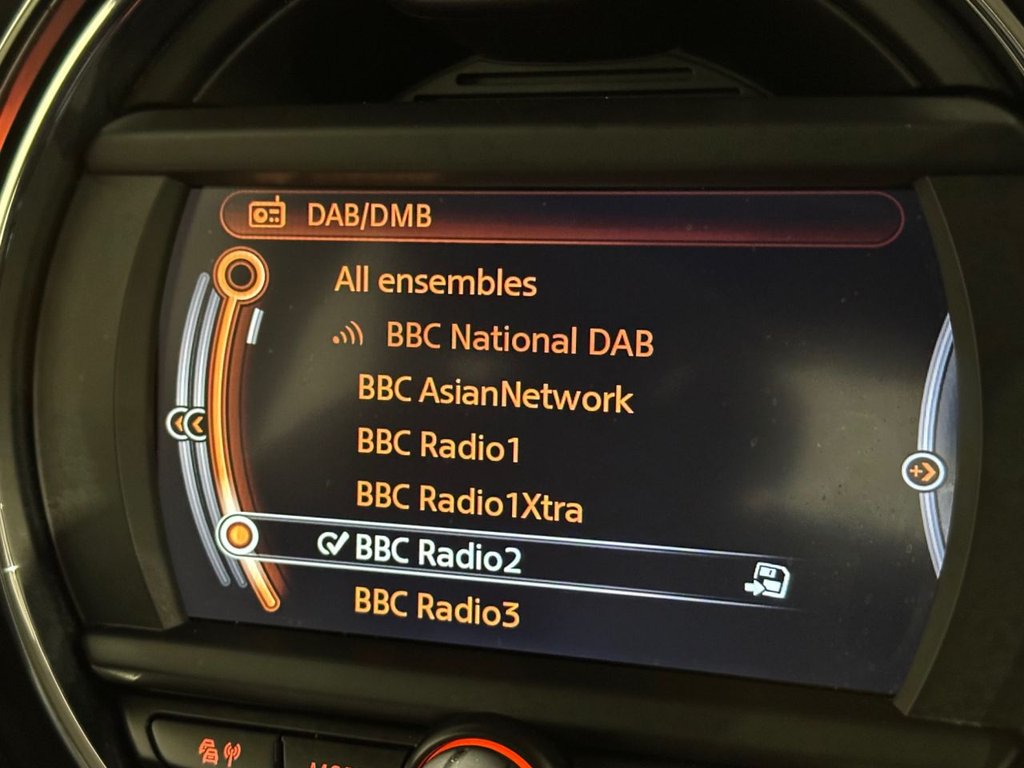 DAB/DMB
All ensembles
BBC National DAB
BBC AsianNetwork
BBC Radio1
BBC Radio1Xtra
BBC Radio2
BBC Radio3